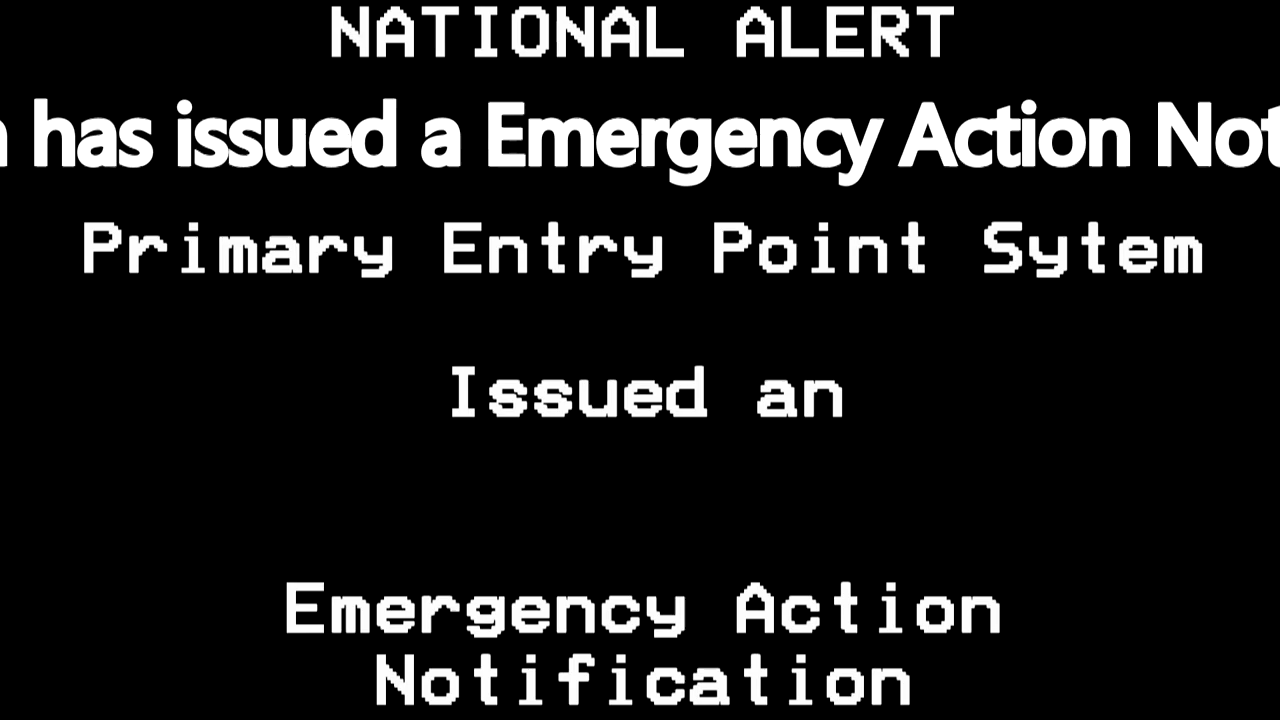 NATIONAL ALERT
has issued a Emergency Action
Primary Entry Point Sytem
Issued an
Emergency Action
Notification